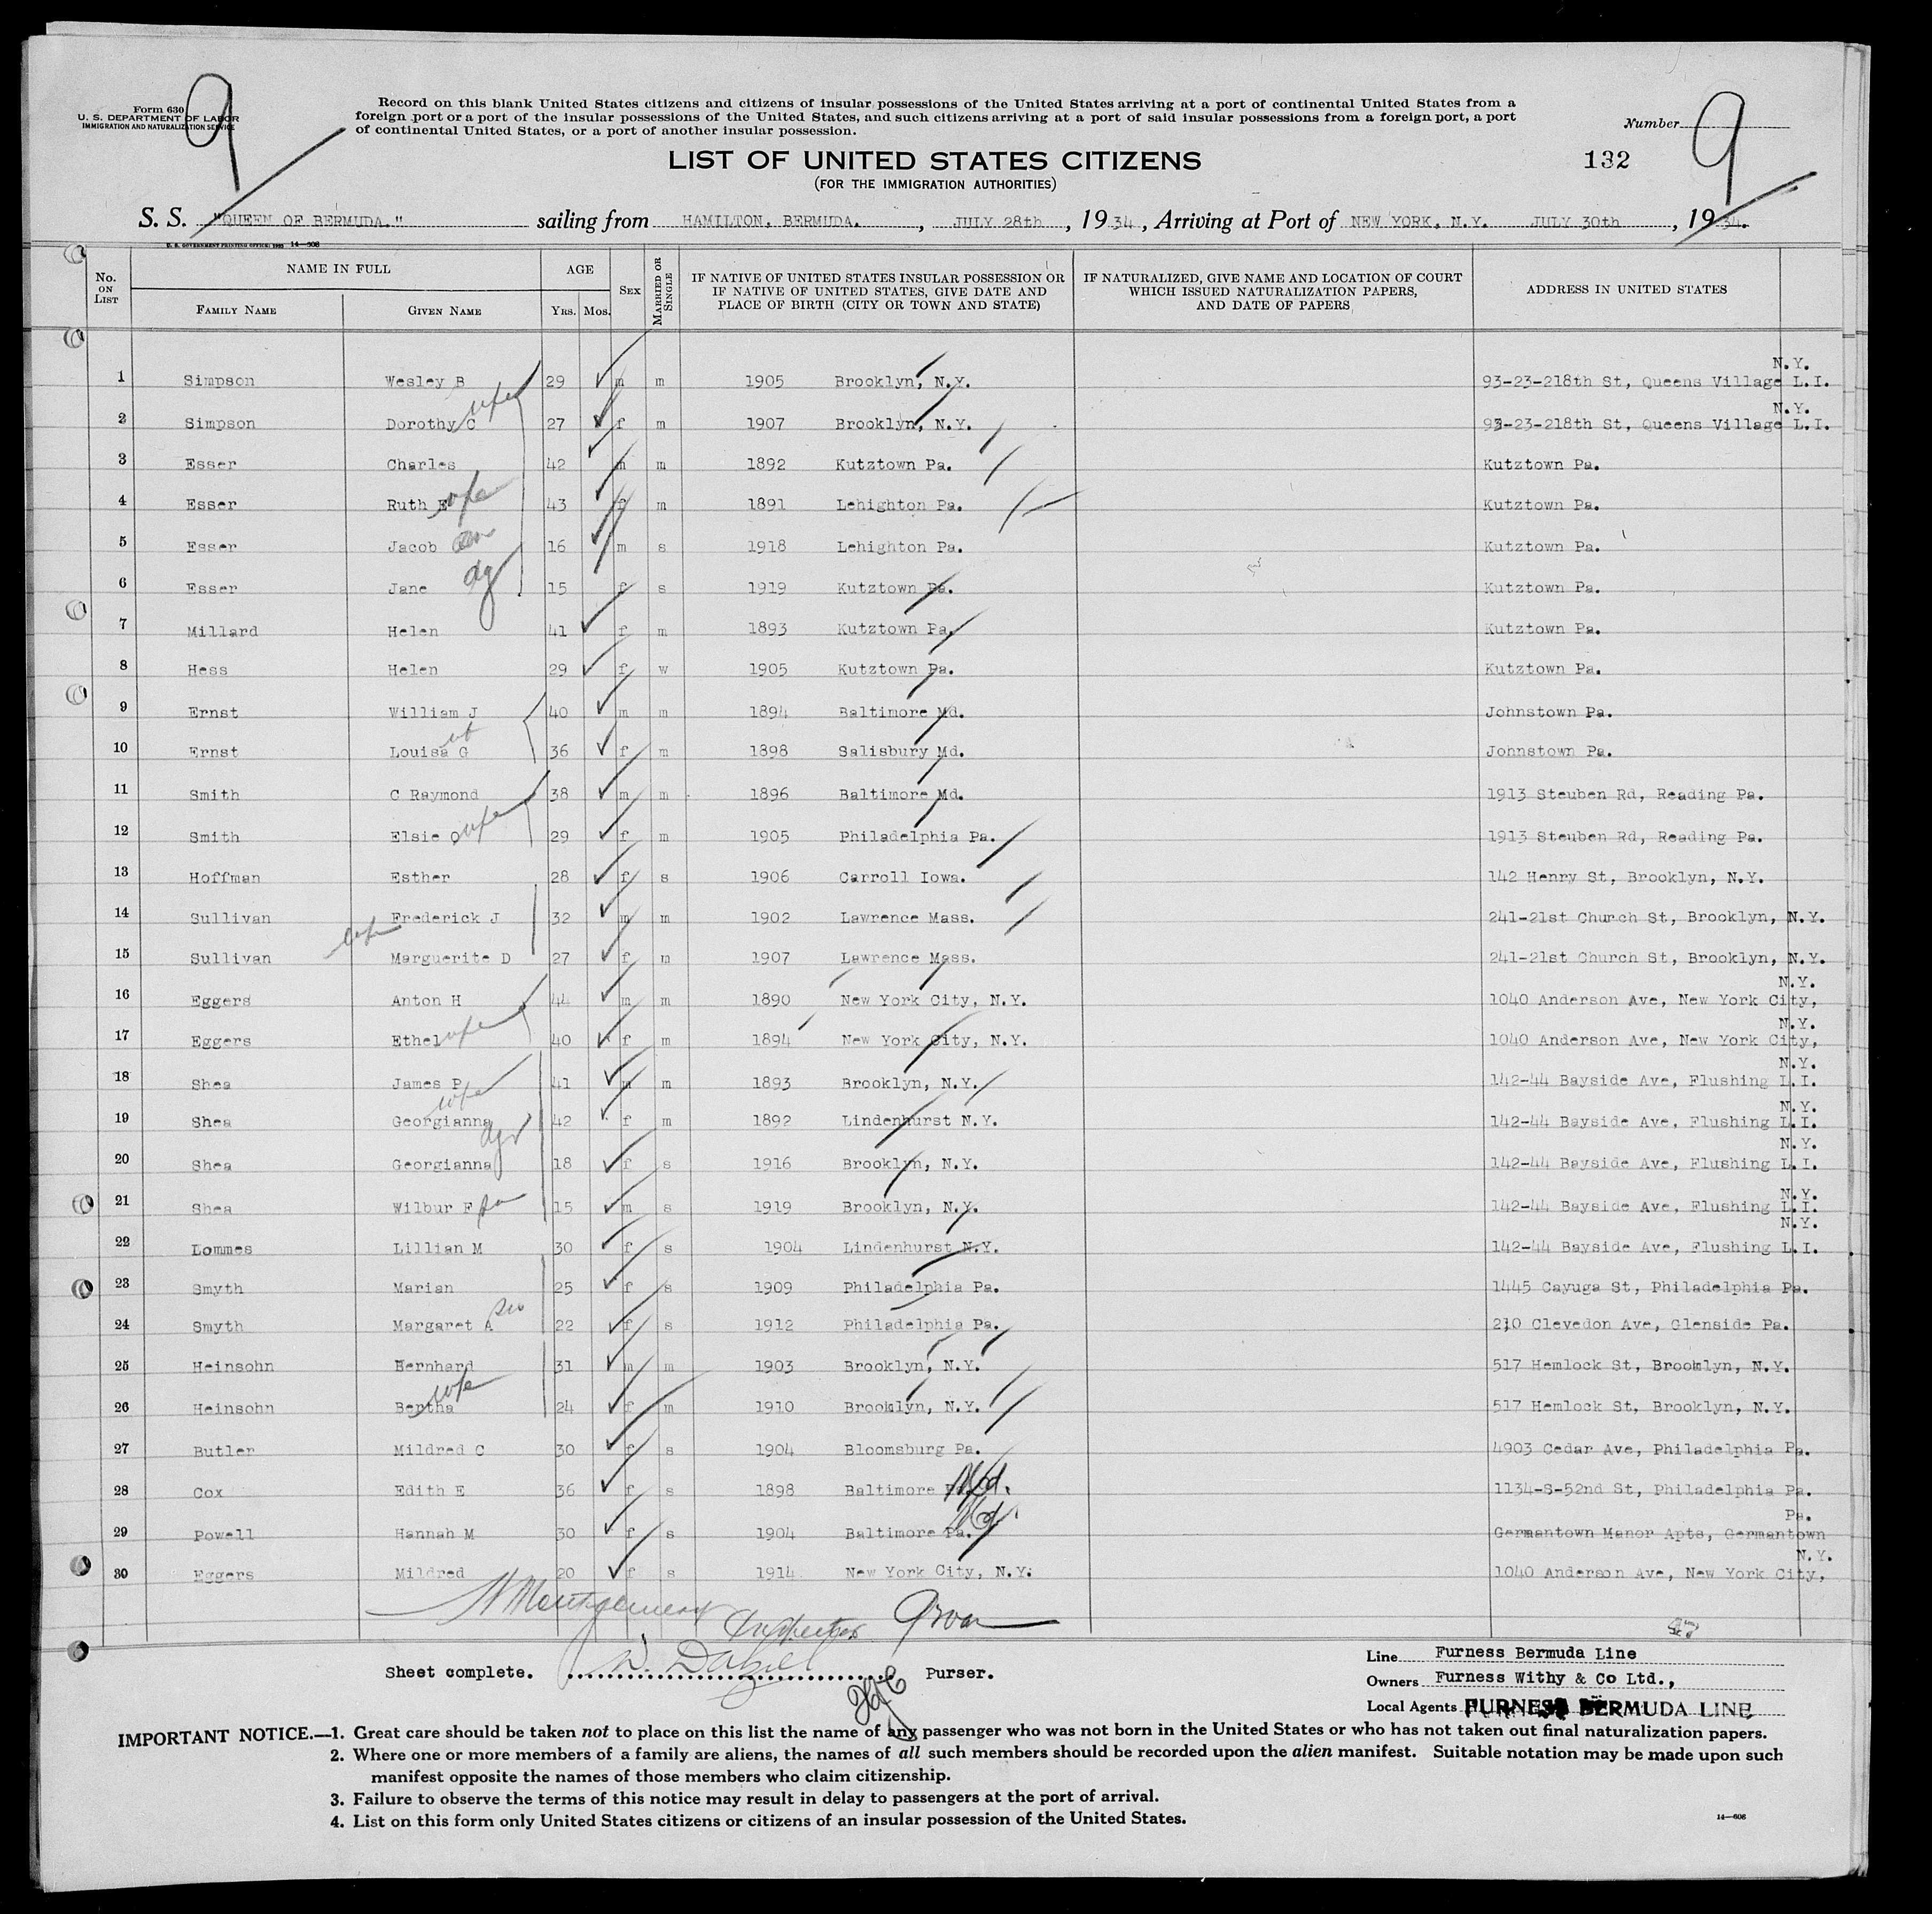 Form 630
U. S. DEPARTMENT OF LABOR
IMMIGRATION AND NATURALIZATION SERVICE
9
Record on this blank United States citizens and citizens of insular possessions of the United States arriving at a port of continental United States from a
foreign port or a port of the insular possessions of the United States, and such citizens arriving at a port of said insular possessions from a foreign port, a port
of continental United States, or a port of another insular possession.
Number 9
LIST OF UNITED STATES CITIZENS
132
(FOR THE IMMIGRATION AUTHORITIES)
S. S. "QUEEN OF BERMUDA." sailing from HAMILTON, BERMUDA. , JULY 28th , 1934 , Arriving at Port of NEW YORK, N.Y. JULY 30th , 1934.
U. S. GOVERNMENT PRINTING OFFICE: 1933 14—606
No. ON LIST NAME IN FULL AGE SEX MARRIED OR SINGLE IF NATIVE OF UNITED STATES INSULAR POSSESSION OR IF NATIVE OF UNITED STATES, GIVE DATE AND PLACE OF BIRTH (CITY OR TOWN AND STATE) IF NATURALIZED, GIVE NAME AND LOCATION OF COURT WHICH ISSUED NATURALIZATION PAPERS, AND DATE OF PAPERS ADDRESS IN UNITED STATES
FAMILY NAME GIVEN NAME YRS. MOS.
1 Simpson Wesley B 29 m m 1905 Brooklyn, N.Y. 93-23-218th St, Queens Village L.I. N.Y.
2 Simpson Dorothy C wife 27 f m 1907 Brooklyn, N.Y. 93-23-218th St, Queens Village L.I. N.Y.
3 Esser Charles 42 m m 1892 Kutztown Pa. Kutztown Pa.
4 Esser Ruth E wife 43 f m 1891 Lehighton Pa. Kutztown Pa.
5 Esser Jacob son 16 m s 1918 Lehighton Pa. Kutztown Pa.
6 Esser Jane dg 15 f s 1919 Kutztown Pa. Kutztown Pa.
7 Millard Helen 41 f m 1893 Kutztown Pa. Kutztown Pa.
8 Hess Helen 29 f w 1905 Kutztown Pa. Kutztown Pa.
9 Ernst William J 40 m m 1894 Baltimore Md. Johnstown Pa.
10 Ernst Louisa G 36 f m 1898 Salisbury Md. Johnstown Pa.
11 Smith C Raymond 38 m m 1896 Baltimore Md. 1913 Steuben Rd, Reading Pa.
12 Smith Elsie O wife 29 f m 1905 Philadelphia Pa. 1913 Steuben Rd, Reading Pa.
13 Hoffman Esther 28 f s 1906 Carroll Iowa. 142 Henry St, Brooklyn, N.Y.
14 Sullivan Frederick J 32 m m 1902 Lawrence Mass. 241-21st Church St, Brooklyn, N.Y.
15 Sullivan wife Marguerite D 27 f m 1907 Lawrence Mass. 241-21st Church St, Brooklyn, N.Y.
16 Eggers Anton H 44 m m 1890 New York City, N.Y. 1040 Anderson Ave, New York City, N.Y.
17 Eggers Ethel wife 40 f m 1894 New York City, N.Y. 1040 Anderson Ave, New York City, N.Y.
18 Shea James P 41 m m 1893 Brooklyn, N.Y. 142-44 Bayside Ave, Flushing L.I. N.Y.
19 Shea Georgianna wife 42 f m 1892 Lindenhurst N.Y. 142-44 Bayside Ave, Flushing L.I. N.Y.
20 Shea Georgianna dgr 18 f s 1916 Brooklyn, N.Y. 142-44 Bayside Ave, Flushing L.I. N.Y.
21 Shea Wilbur F son 15 m s 1919 Brooklyn, N.Y. 142-44 Bayside Ave, Flushing L.I. N.Y.
22 Lommes Lillian M 30 f s 1904 Lindenhurst N.Y. 142-44 Bayside Ave, Flushing L.I. N.Y.
23 Smyth Marian 25 f s 1909 Philadelphia Pa. 1445 Cayuga St, Philadelphia Pa.
24 Smyth Margaret A sis 22 f s 1912 Philadelphia Pa. 210 Clevedon Ave, Glenside Pa.
25 Heinsohn Bernhard 31 m m 1903 Brooklyn, N.Y. 517 Hemlock St, Brooklyn, N.Y.
26 Heinsohn Bertha wife 24 f m 1910 Brooklyn, N.Y. 517 Hemlock St, Brooklyn, N.Y.
27 Butler Mildred C 30 f s 1904 Bloomsburg Pa. 4903 Cedar Ave, Philadelphia Pa.
28 Cox Edith E 36 f s 1898 Baltimore Md. 1134-S-52nd St, Philadelphia Pa.
29 Powell Hannah M 30 f s 1904 Baltimore Pa. Md. Germantown Manor Apts, Germantown Pa.
30 Eggers Mildred 20 f s 1914 New York City, N.Y. 1040 Anderson Ave, New York City, N.Y.
Montgomery Inspector
Sheet complete. Purser.
Line Furness Bermuda Line
Owners Furness Withy & Co Ltd.,
Local Agents FURNESS BERMUDA LINE
IMPORTANT NOTICE.—1. Great care should be taken not to place on this list the name of any passenger who was not born in the United States or who has not taken out final naturalization papers.
2. Where one or more members of a family are aliens, the names of all such members should be recorded upon the alien manifest. Suitable notation may be made upon such
manifest opposite the names of those members who claim citizenship.
3. Failure to observe the terms of this notice may result in delay to passengers at the port of arrival.
4. List on this form only United States citizens or citizens of an insular possession of the United States.
14—606